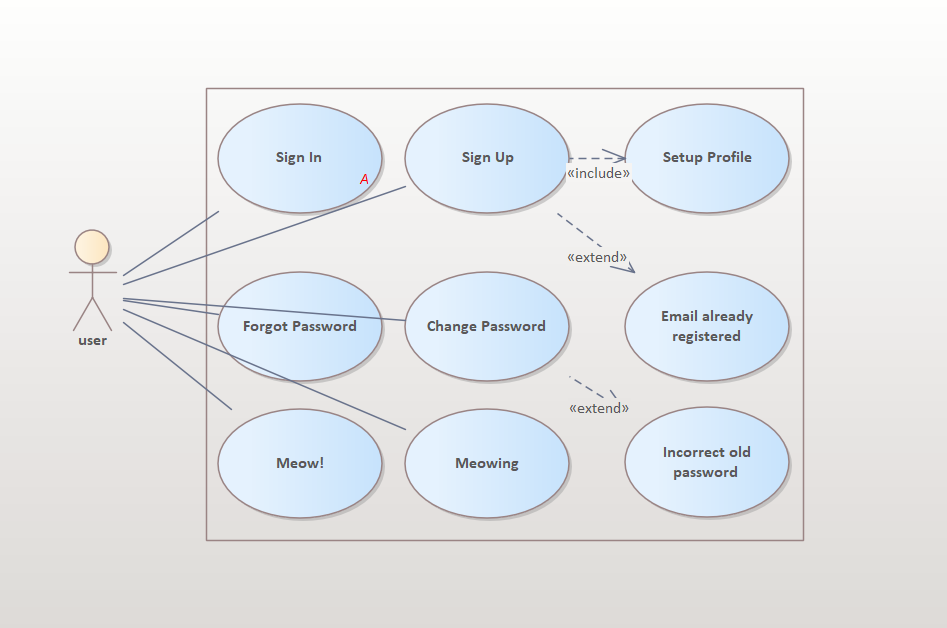 Sign In
A
Sign Up
«include»
Setup Profile
user
«extend»
Forgot Password
Change Password
Email already
registered
«extend»
Meow!
Meowing
Incorrect old
password